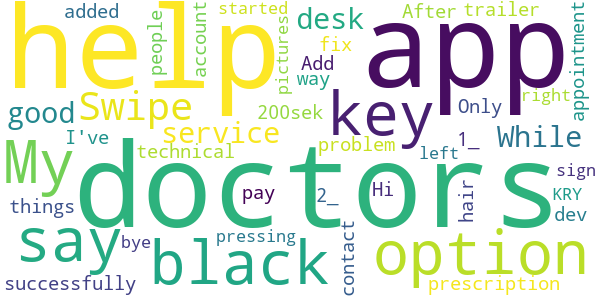 help
app
doctors
My
say
black
option
key
Swipe
service
While
desk
good
added
people
account
started
pictures
After
trailer
appointment
fix
Add
way
200sek
Only
right
I've
technical
problem
left
1_
sign
things
pay
2_
Hi
hair
KRY
dev
bye
pressing
contact
successfully
prescription